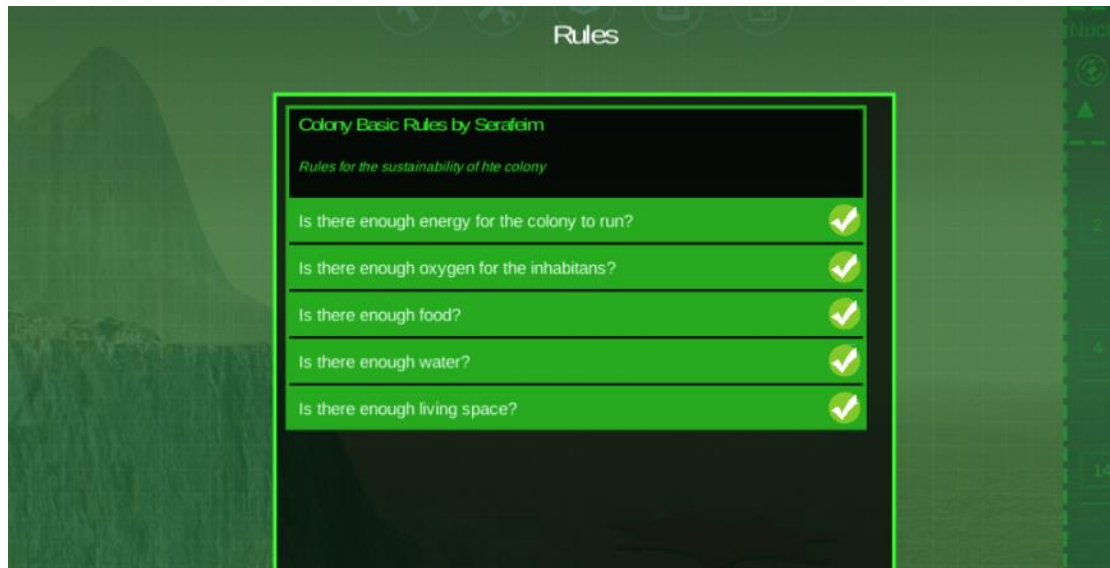 Rules
Colony Basic Rules by Serafeim
Rules for the sustainability of hte colony
Is there enough energy for the colony to run?
Is there enough oxygen for the inhabitans?
Is there enough food?
Is there enough water?
Is there enough living space?
2
4